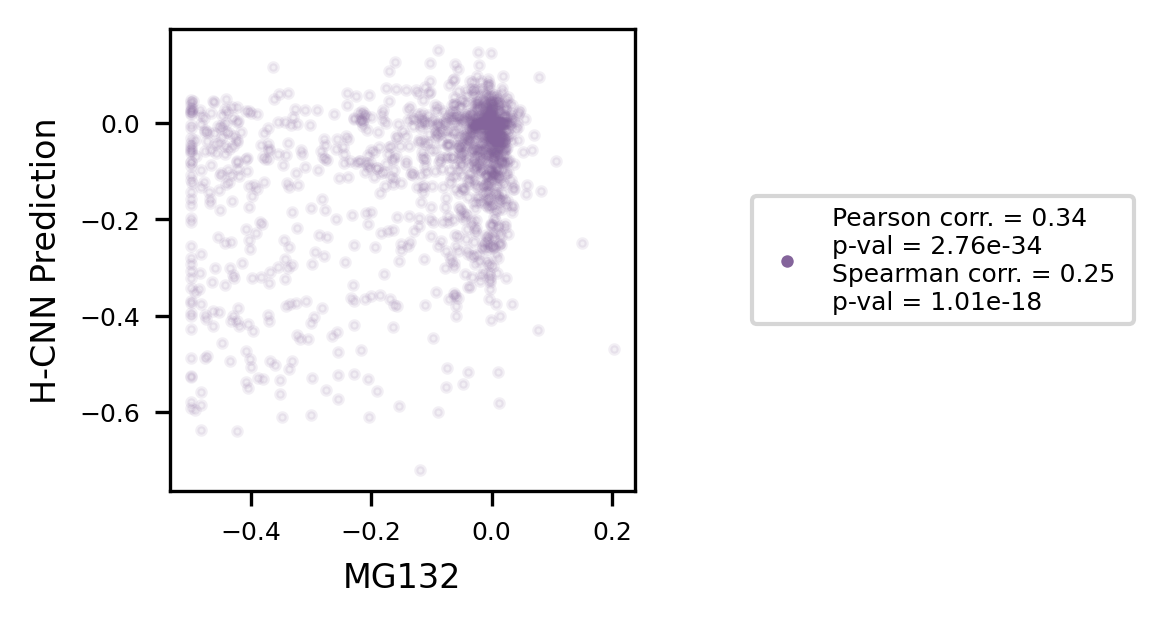 H-CNN Prediction
0.0
−0.2
−0.4
−0.6
−0.4
−0.2
0.0
0.2
MG132
Pearson corr. = 0.34
p-val = 2.76e-34
Spearman corr. = 0.25
p-val = 1.01e-18